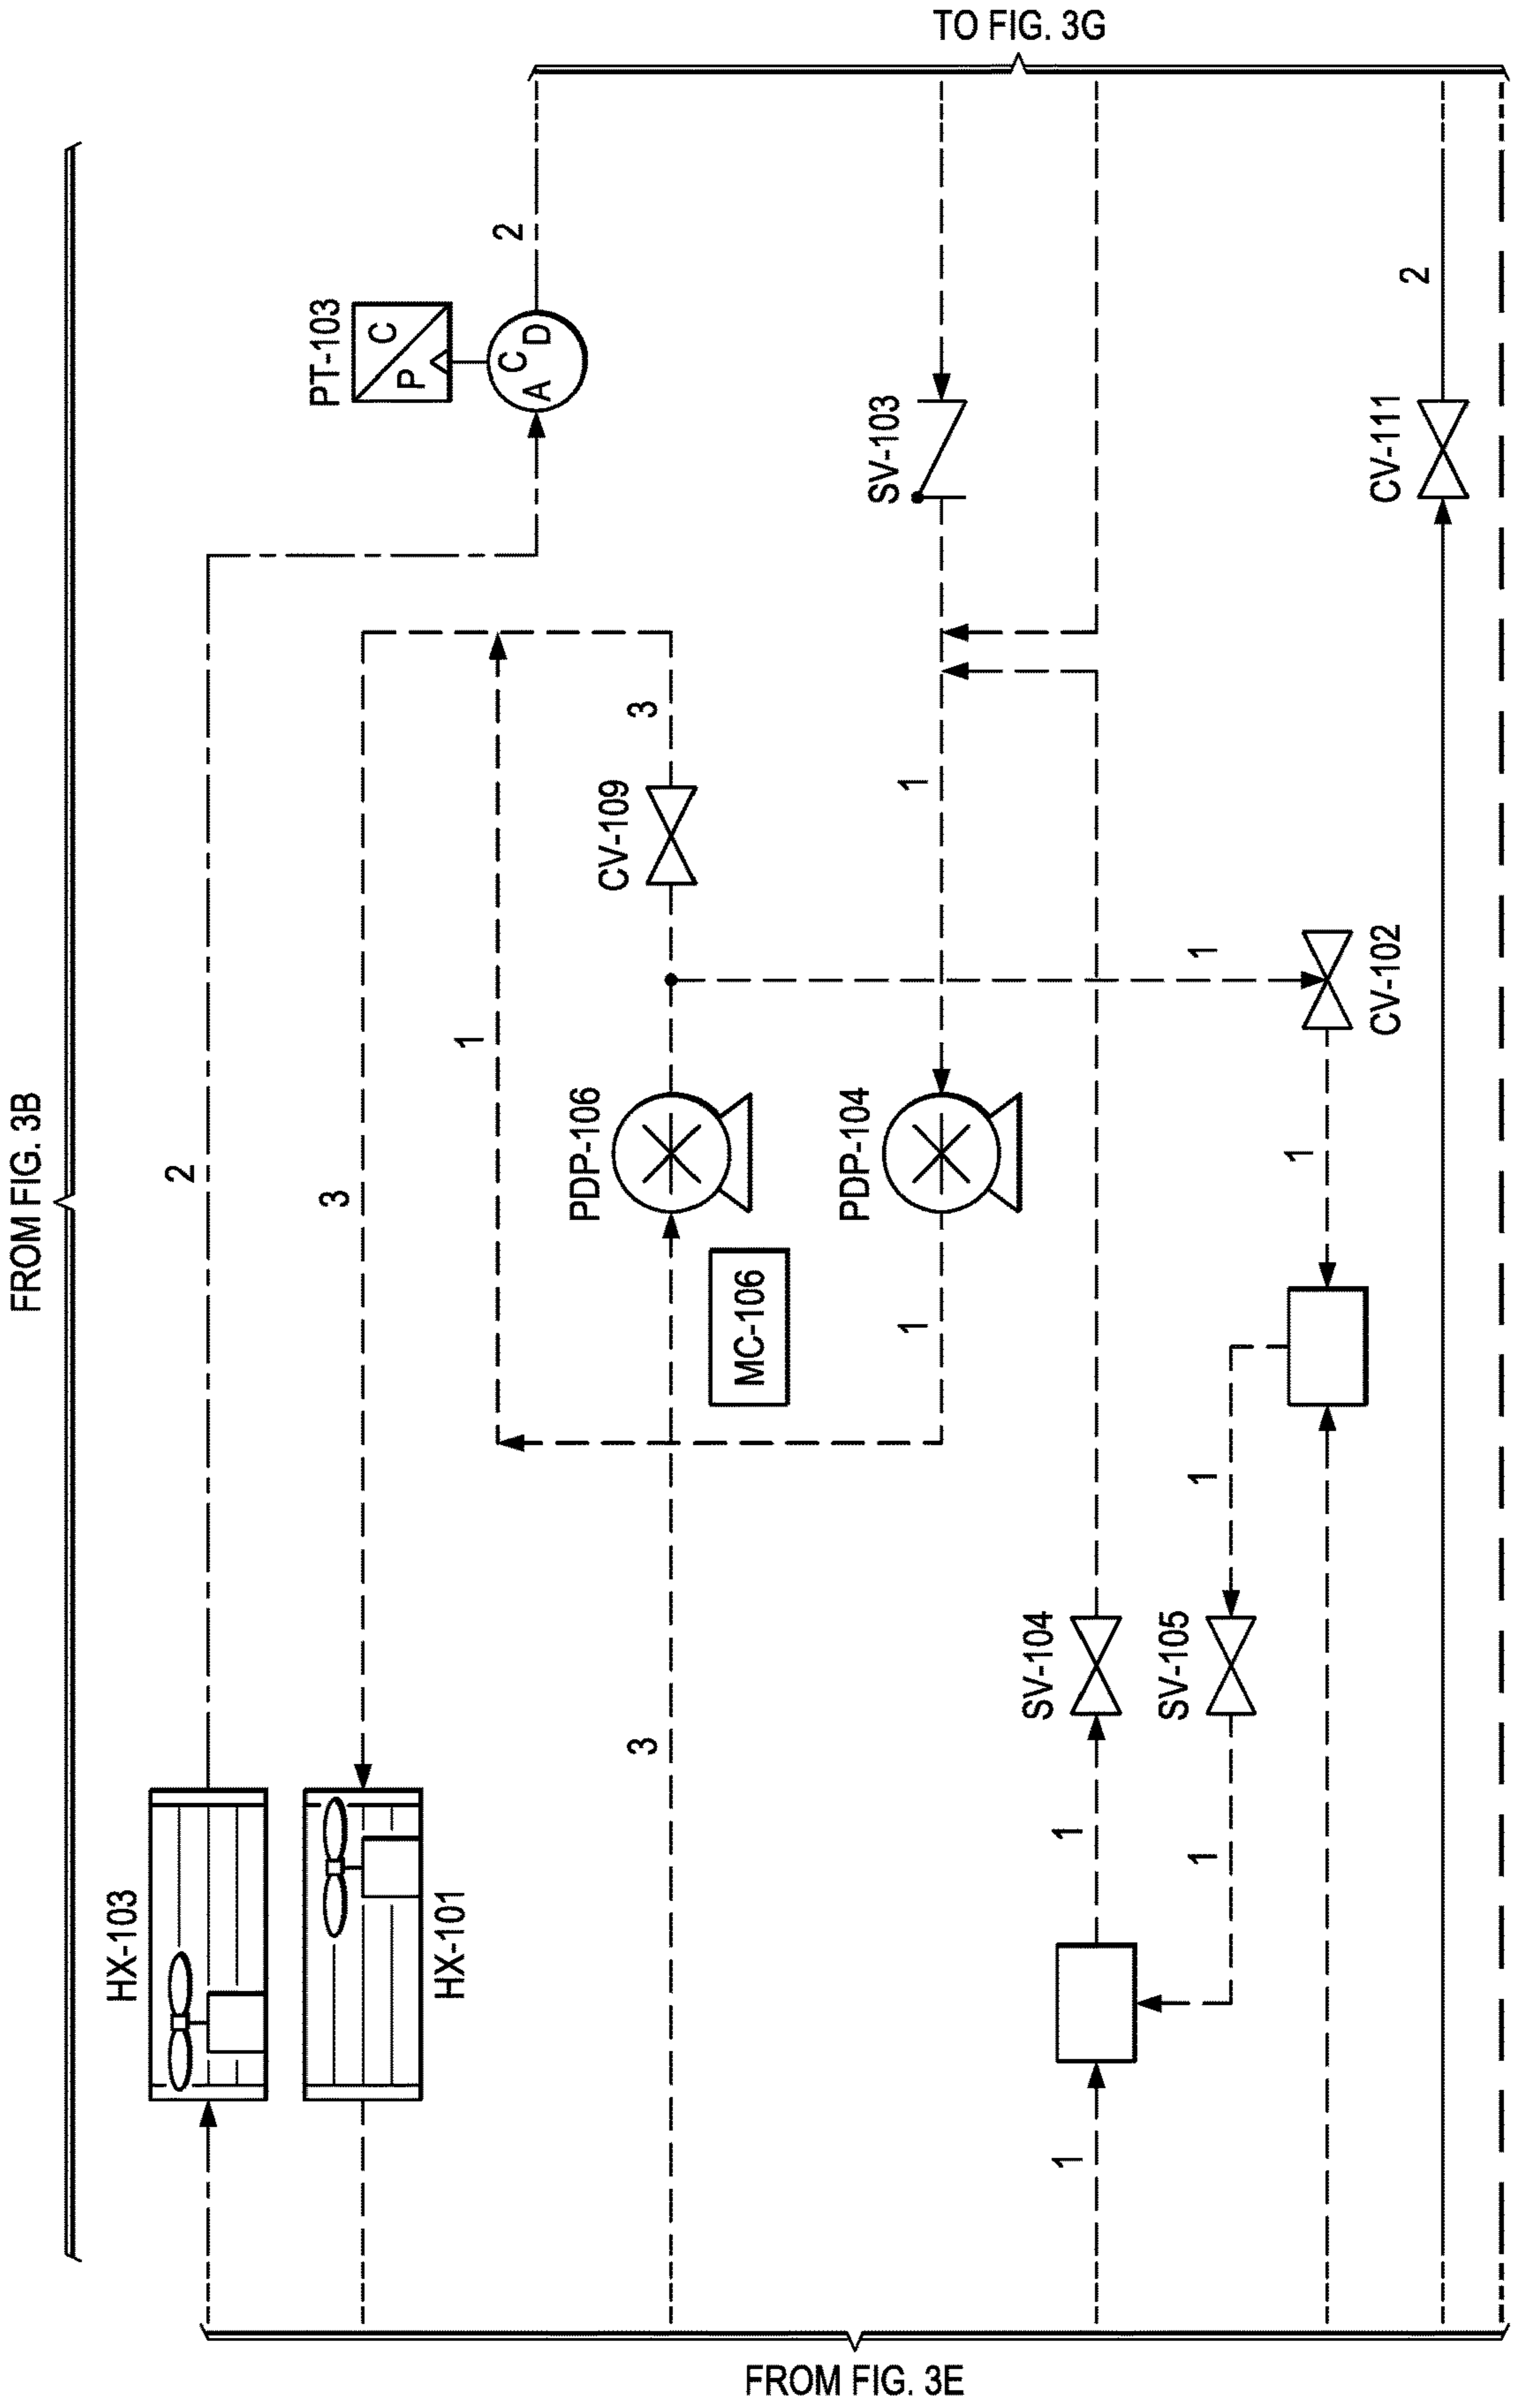 TO FIG. 3G
FROM FIG. 3B
2
PT-103
C
P
C
A D
2
SV-103
CV-111
3
CV-109
1
1
CV-102
2
1
3
PDP-106
PDP-104
1
MC-106
1
1
SV-104
SV-105
3
1
1
HX-103
HX-101
1
FROM FIG. 3E